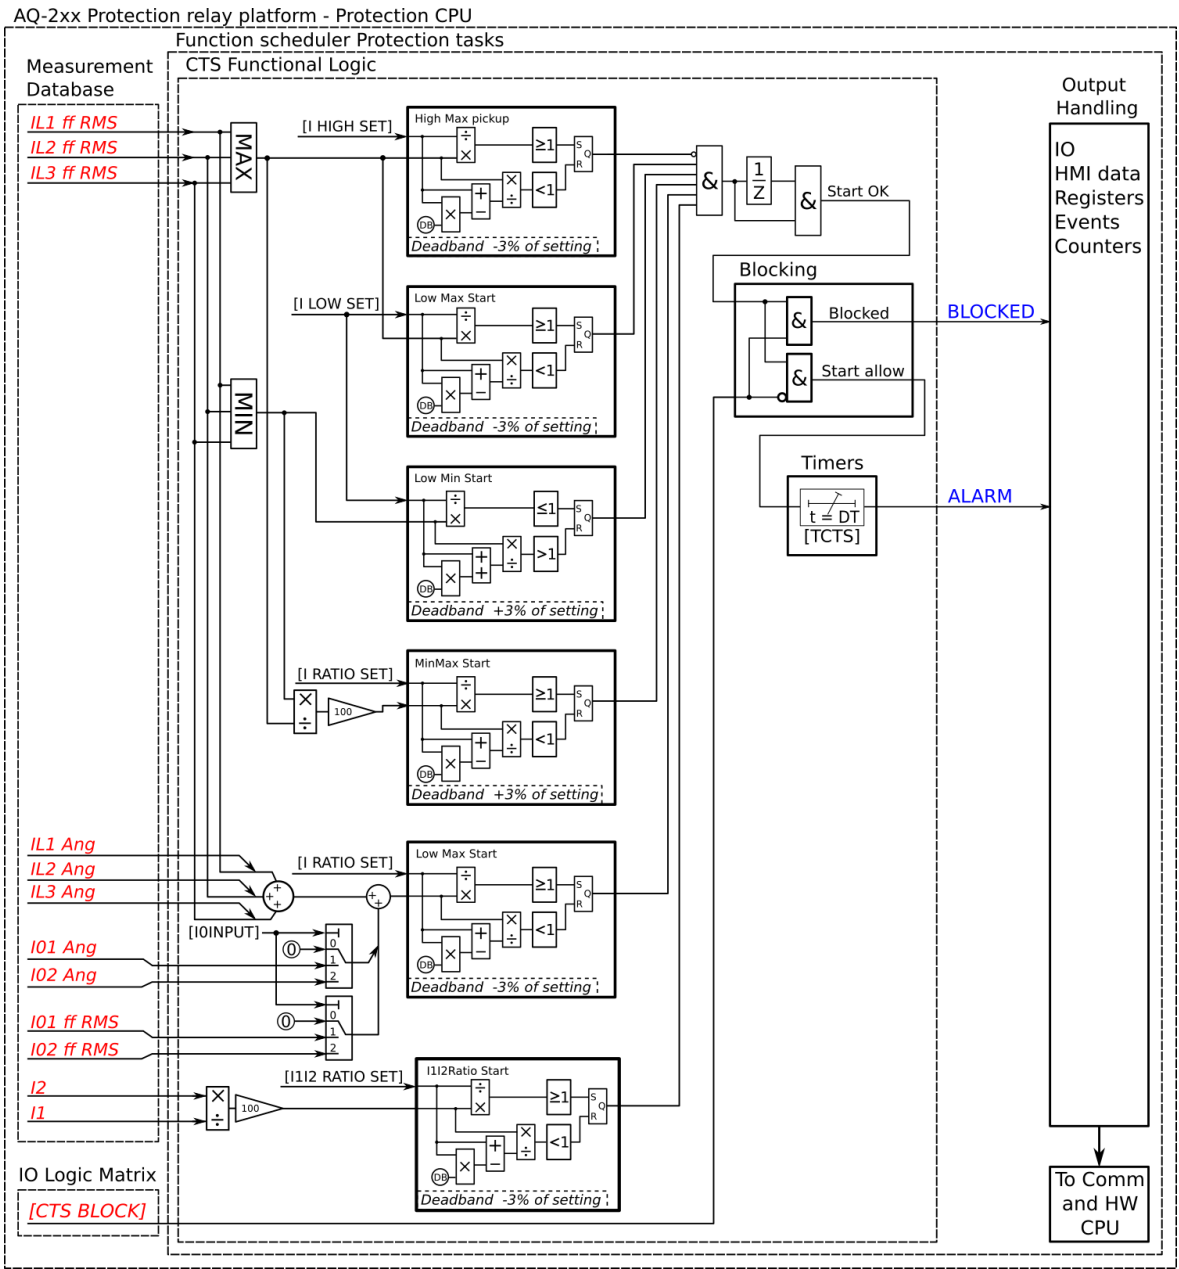 AQ-2xx Protection relay platform - Protection CPU
Function scheduler Protection tasks
CTS Functional Logic
Measurement
Database
IL1 ff RMS
IL2 ff RMS
IL3 ff RMS
MAX
[I HIGH SET]
High Max pickup
÷
×
≥1
S
Q
R
×
÷
<1
+
−
×
DB
Deadband -3% of setting
&
1
Z
&
Start OK
Output
Handling
IO
HMI data
Registers
Events
Counters
[I LOW SET]
Low Max Start
÷
×
≥1
S
Q
R
×
÷
<1
+
−
×
DB
Deadband -3% of setting
Blocking
&
Blocked
BLOCKED
&
Start allow
MIN
Low Min Start
÷
×
≤1
S
Q
R
×
÷
>1
+
+
×
DB
Deadband +3% of setting
Timers
t = DT
[TCTS]
ALARM
[I RATIO SET]
×
÷
100
MinMax Start
÷
×
≥1
S
Q
R
×
÷
<1
+
−
×
DB
Deadband +3% of setting
IL1 Ang
IL2 Ang
IL3 Ang
+
+
+
[I RATIO SET]
+
+
Low Max Start
÷
×
≥1
S
Q
R
×
÷
<1
+
−
×
DB
Deadband -3% of setting
[I0INPUT]
0
0
1
2
I01 Ang
I02 Ang
0
0
1
2
I01 ff RMS
I02 ff RMS
I2
I1
×
÷
100
[I1I2 RATIO SET]
I1I2Ratio Start
÷
×
≥1
S
Q
R
×
÷
<1
+
−
×
DB
Deadband -3% of setting
IO Logic Matrix
[CTS BLOCK]
To Comm
and HW
CPU